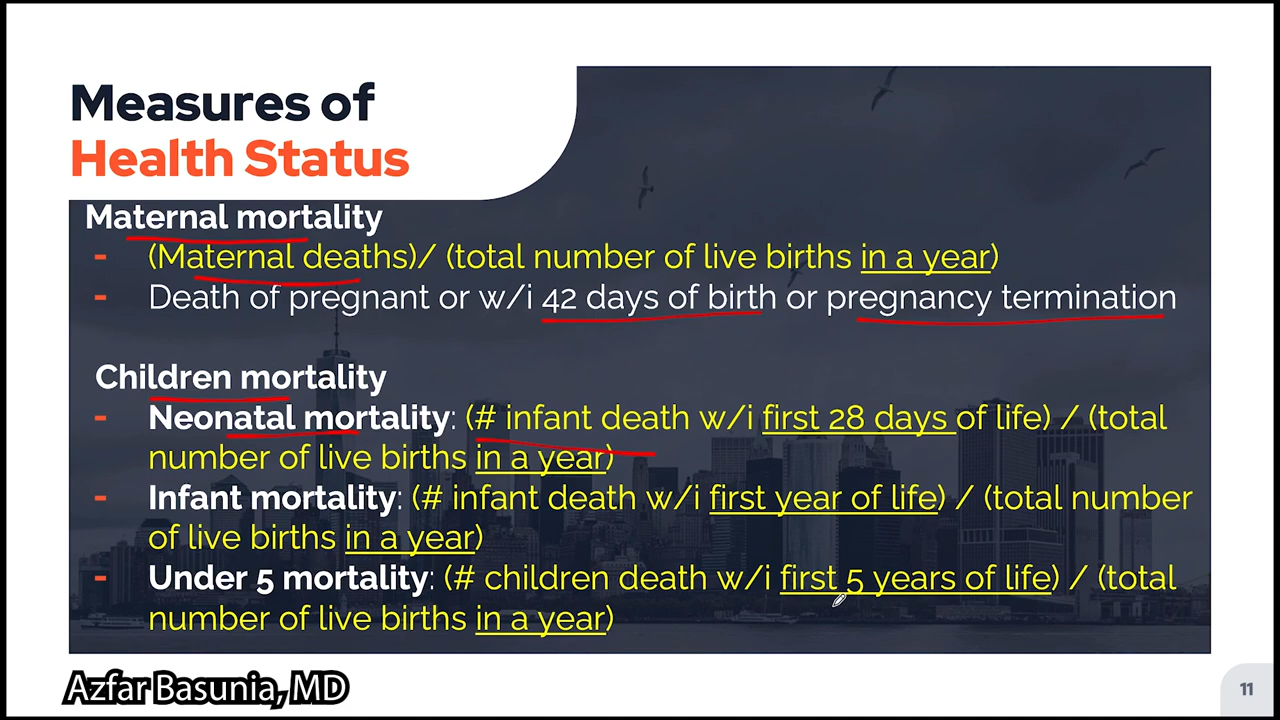 Measures of
Health Status
Maternal mortality
- (Maternal deaths)/ (total number of live births in a year)
- Death of pregnant or w/i 42 days of birth or pregnancy termination
Children mortality
- Neonatal mortality: (# infant death w/i first 28 days of life) / (total
number of live births in a year)
- Infant mortality: (# infant death w/i first year of life) / (total number
of live births in a year)
- Under 5 mortality: (# children death w/i first 5 years of life) / (total
number of live births in a year)
Azfar Basunia, MD
11